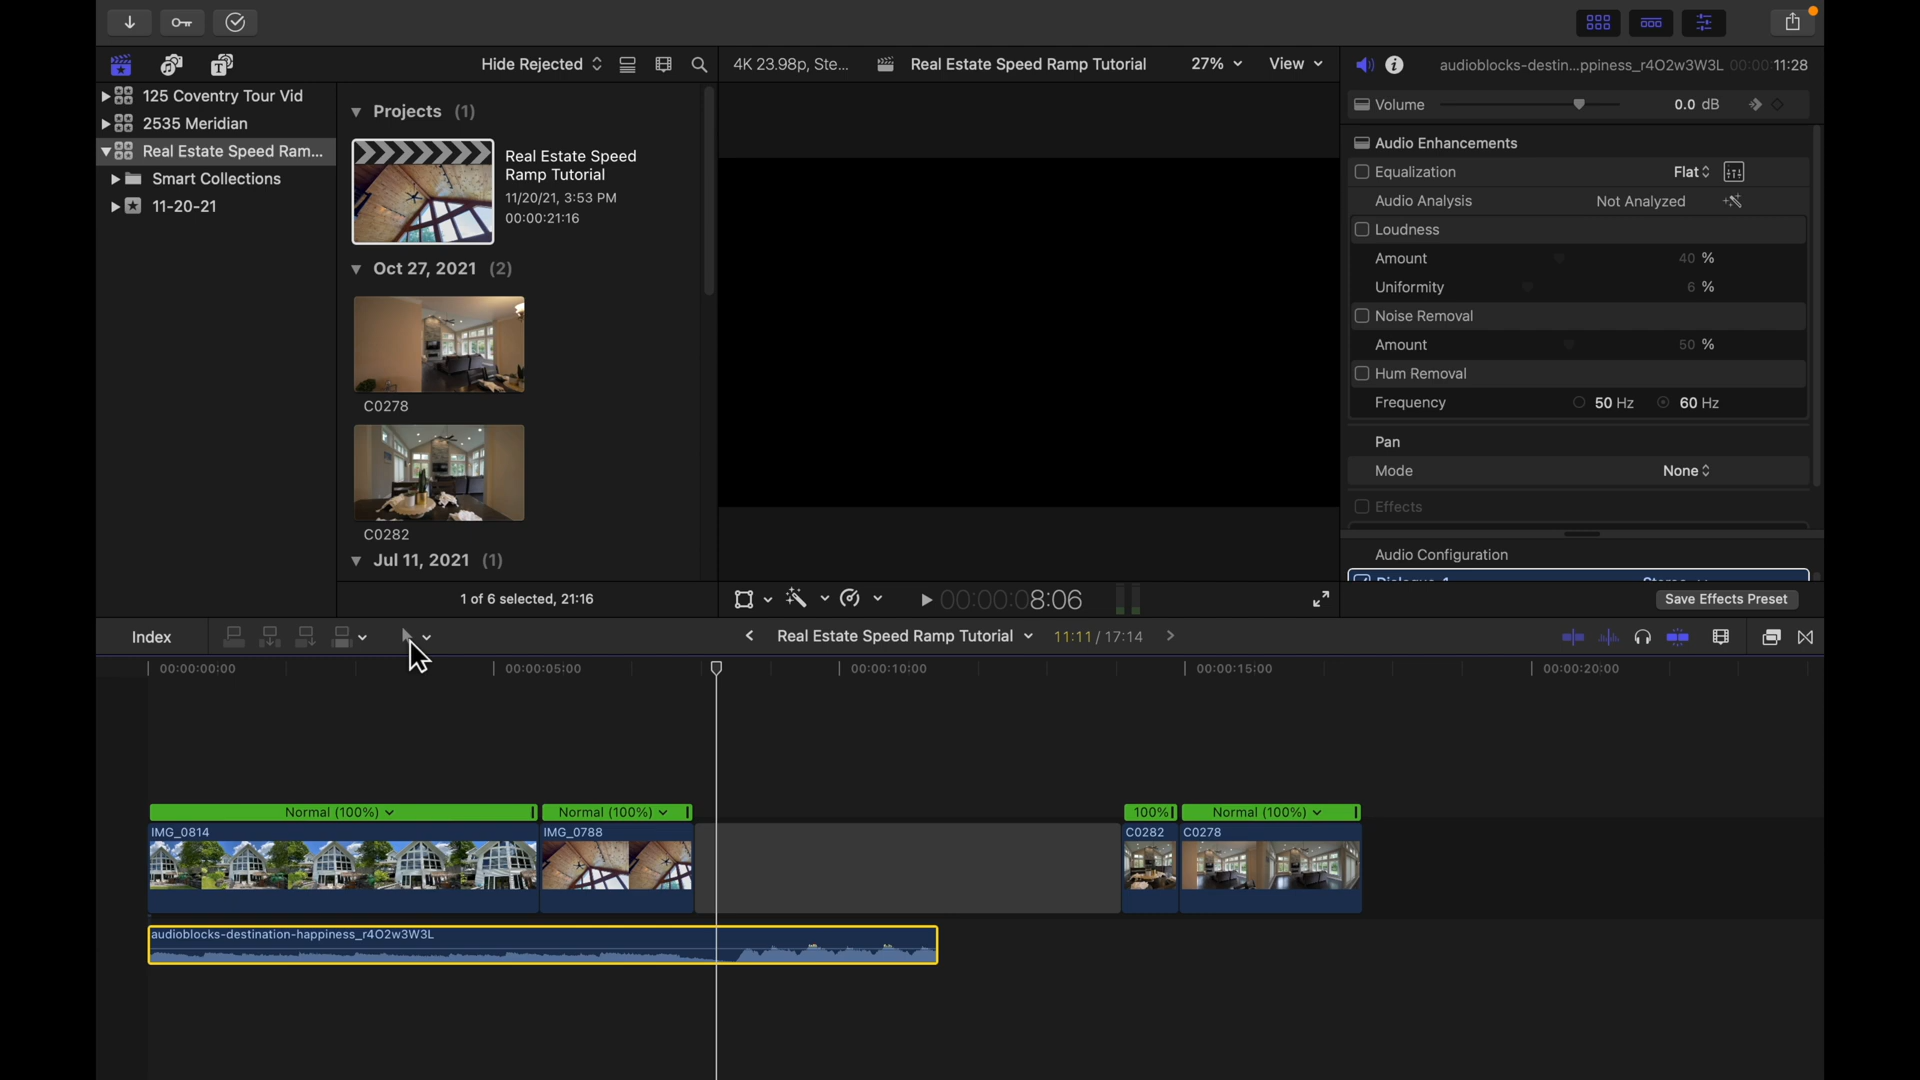 Hide Rejected
4K 23.98p, Ste...
Real Estate Speed Ramp Tutorial
27%
View
audioblocks-destin...ppiness_r4O2w3W3L
00:00:11:28
125 Coventry Tour Vid
2535 Meridian
Real Estate Speed Ram...
Smart Collections
11-20-21
Projects (1)
Real Estate Speed
Ramp Tutorial
11/20/21, 3:53 PM
00:00:21:16
Oct 27, 2021 (2)
C0278
C0282
Jul 11, 2021 (1)
1 of 6 selected, 21:16
Volume 0.0 dB
Audio Enhancements
Equalization Flat
Audio Analysis Not Analyzed
Loudness
Amount 40 %
Uniformity 6 %
Noise Removal
Amount 50 %
Hum Removal
Frequency 50 Hz 60 Hz
Pan
Mode None
Effects
Audio Configuration
Save Effects Preset
00:00:08:06
Index
Real Estate Speed Ramp Tutorial
11:11 / 17:14
00:00:00:00 00:00:05:00 00:00:10:00 00:00:15:00 00:00:20:00
Normal (100%) Normal (100%) 100% Normal (100%)
IMG_0814 IMG_0788 C0282 C0278
audioblocks-destination-happiness_r4O2w3W3L